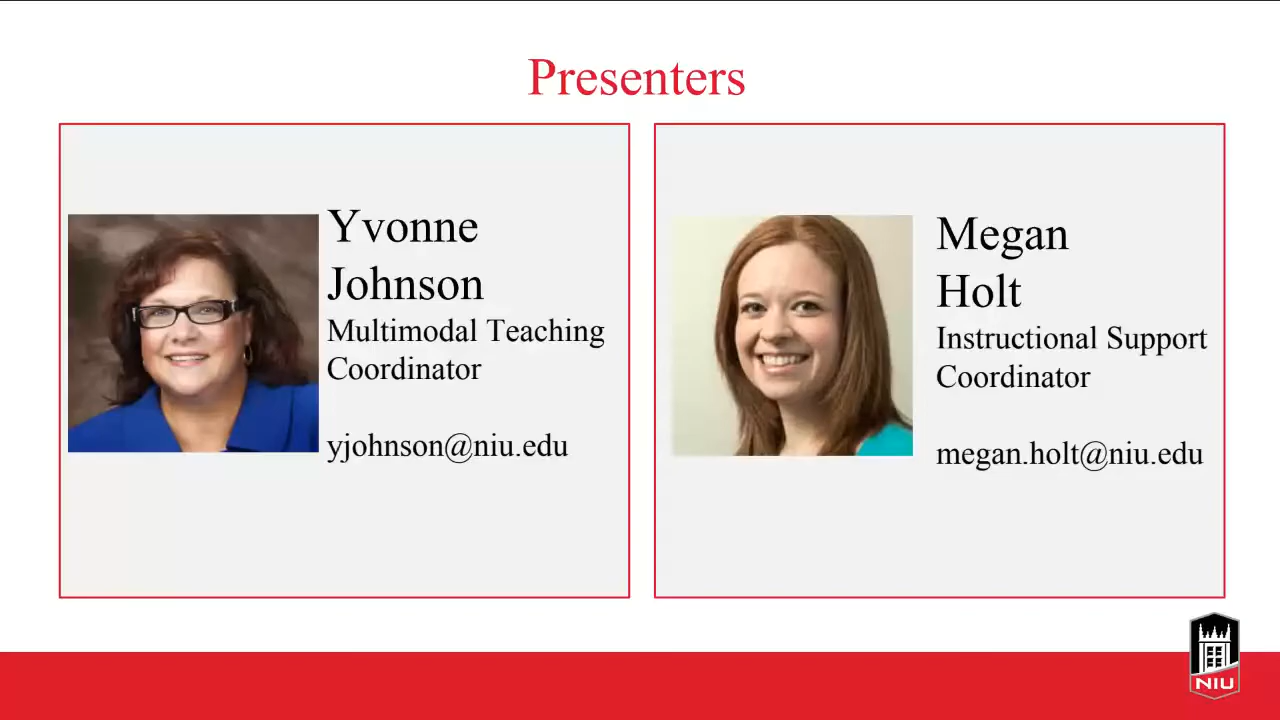 Presenters
Yvonne
Johnson
Multimodal Teaching
Coordinator
yjohnson@niu.edu
Megan
Holt
Instructional Support
Coordinator
megan.holt@niu.edu
NIU